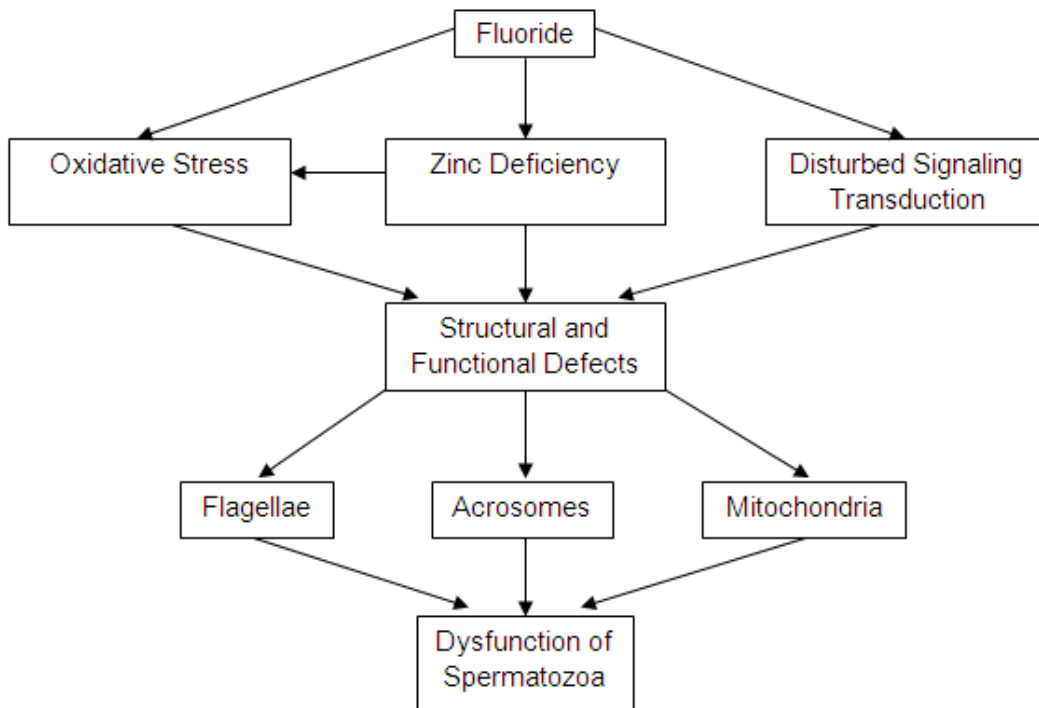 Fluoride
Oxidative Stress
Zinc Deficiency
Disturbed Signaling
Transduction
Structural and
Functional Defects
Flagellae
Acrosomes
Mitochondria
Dysfunction of
Spermatozoa